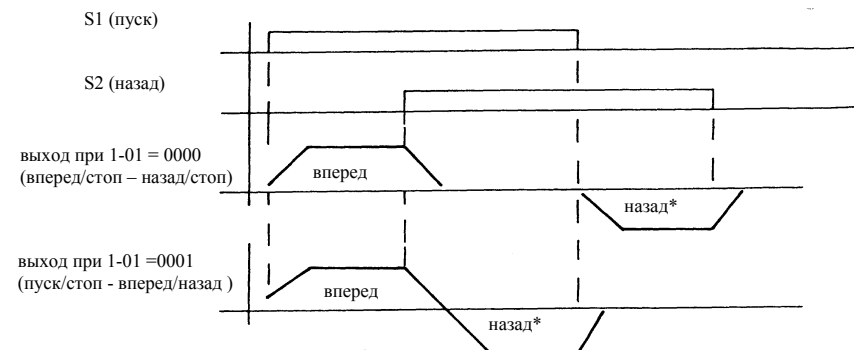 S1 (пуск)
S2 (назад)
выход при 1-01 = 0000
(вперед/стоп – назад/стоп)
вперед
назад*
выход при 1-01 =0001
(пуск/стоп - вперед/назад )
вперед
назад*